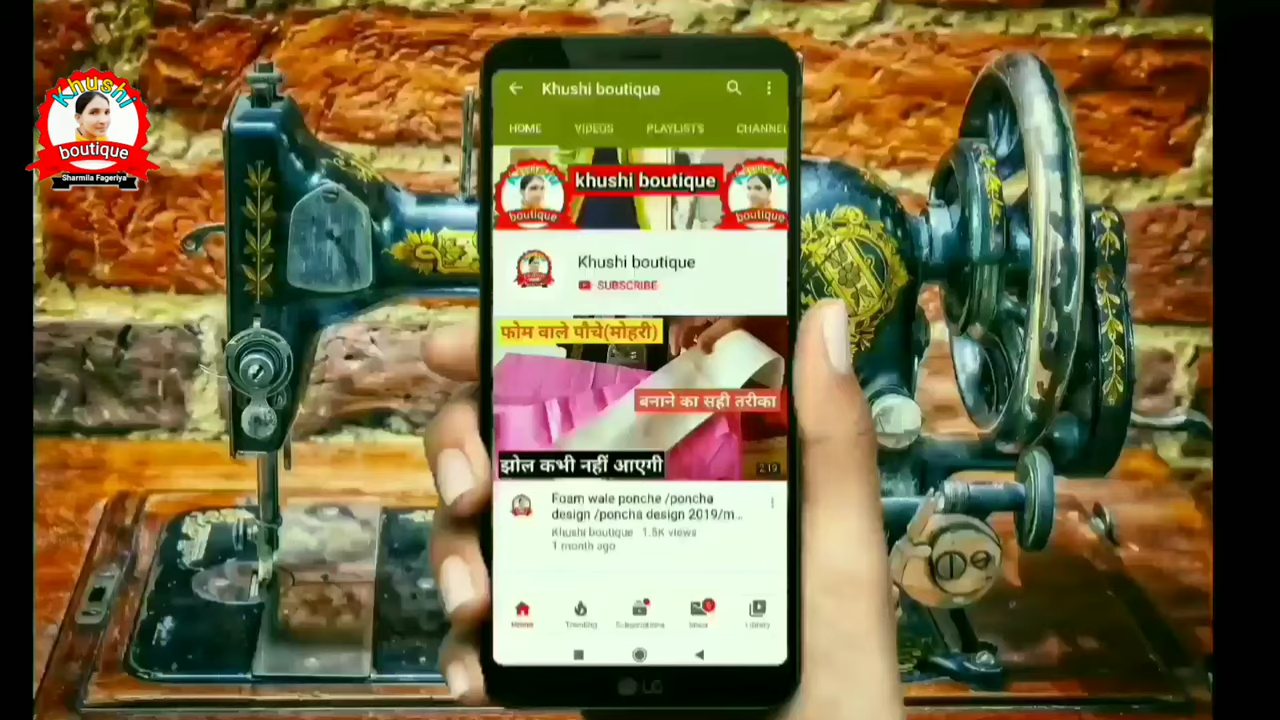 Khushi
boutique
Sharmila Fageriya
Khushi boutique
HOME VIDEOS PLAYLISTS CHANNEL
khushi boutique
boutique
boutique
Khushi boutique
SUBSCRIBE
फोम वाले पौचे(मोहरी)
बनाने का सही तरीका
झोल कभी नहीं आएगी
2:19
Foam wale ponche /poncha
design /poncha design 2019/m...
Khushi boutique 1.5K views
1 month ago
Home Trending Subscriptions Inbox Library
LG